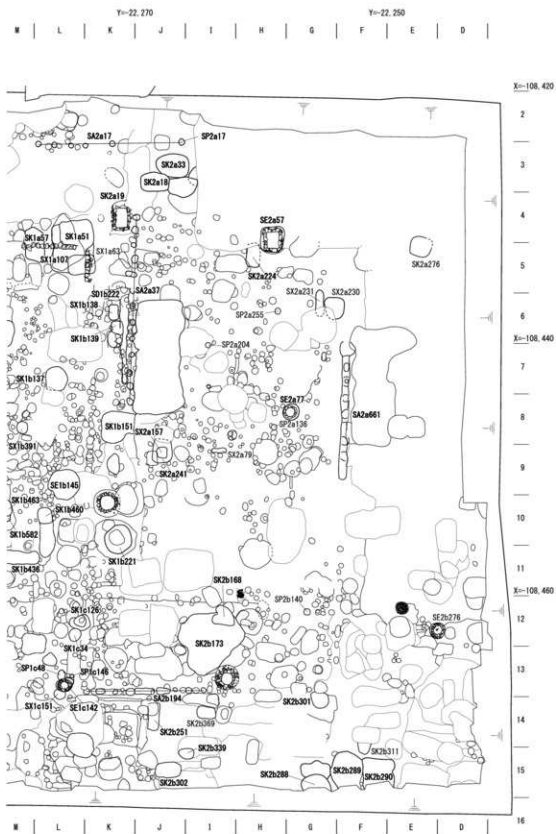 Y=-22,270
Y=-22,250
M L K J I H G F E D
X=-108,420
2
SA2a17
SP2a17
3
SK2a33
SK2a18
SK2a19
4
SE2a57
SK1a57
SK1a51
SX1a63
5
SX1a107
SK2a224
SK2a276
SD1b222
SA2a37
SX2a231
SX2a230
SX1b138
SP2a255
6
SK1b139
X=-108,440
SP2a204
7
SK1b137
SE2a77
8
SP2a136
SA2a661
SK1b151
SX2a157
SX1b391
SX2a79
9
SK2a241
SE1b145
SK1b463
SK1b460
10
SK1b582
SK1b221
11
SK1b436
SK2b168
X=-108,460
SP2b140
SK1c126
SE2b276
12
SK1c34
SK2b173
SP1c48
SP1c146
13
SA2b194
SK2b301
SX1c151
SE1c142
SK2b369
14
SK2b251
SK2b339
SK2b311
SK2b288
SK2b289
SK2b290
15
SK2b302
16
M L K J I H G F E D